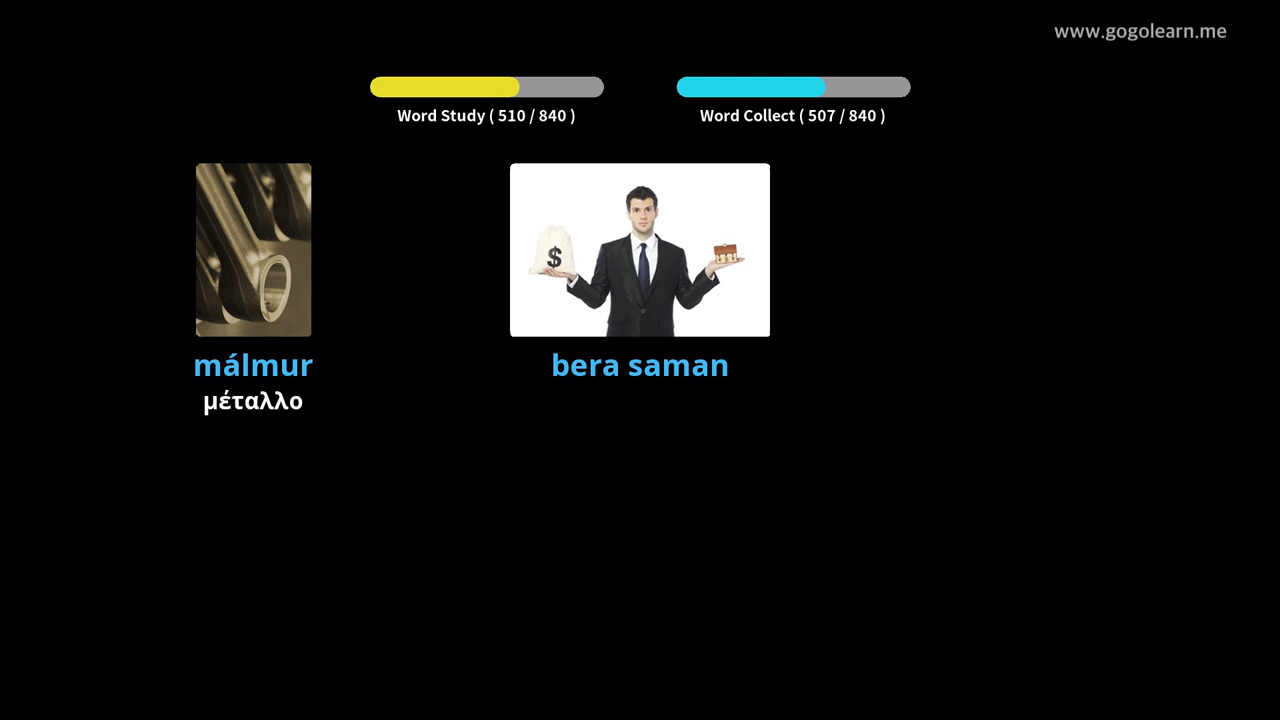 www.gogolearn.me
Word Study ( 510 / 840 )
Word Collect ( 507 / 840 )
$
málmur
μέταλλο
bera saman